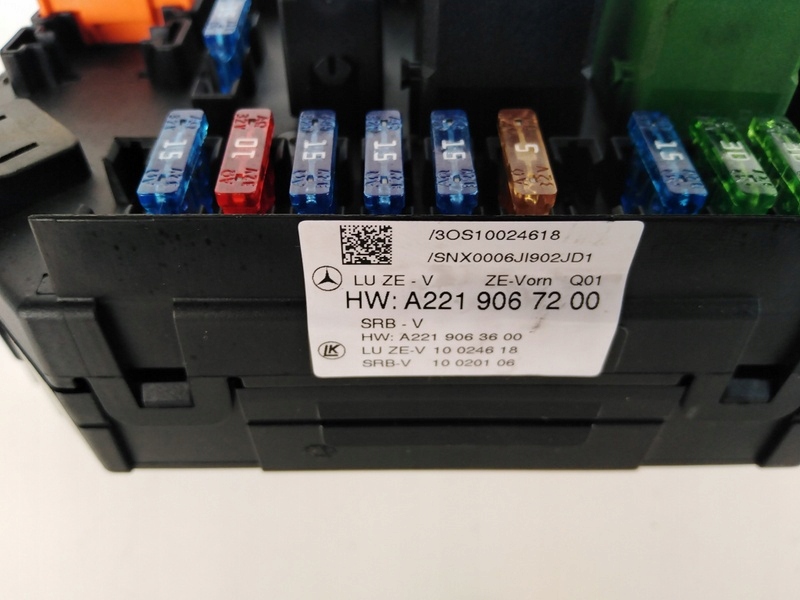 15 10 15 15 15 5 15 30
/3OS10024618
/SNX0006JI902JD1
LU ZE - V ZE-Vorn Q01
HW: A221 906 72 00
SRB - V
HW: A221 906 36 00
LK LU ZE-V 10 0246 18
SRB-V 10 0201 06